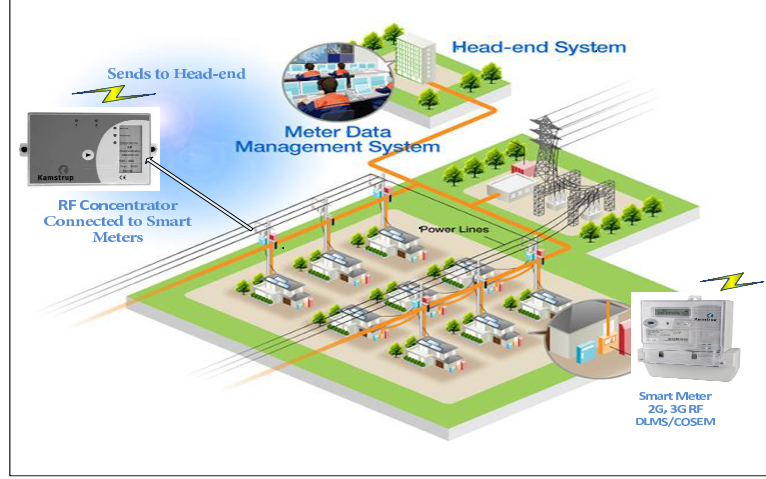 Head-end System
Sends to Head-end
Meter Data
Management System
Kamstrup
RF Concentrator
Connected to Smart
Meters
Power Lines
Kamstrup
Smart Meter
2G, 3G RF
DLMS/COSEM